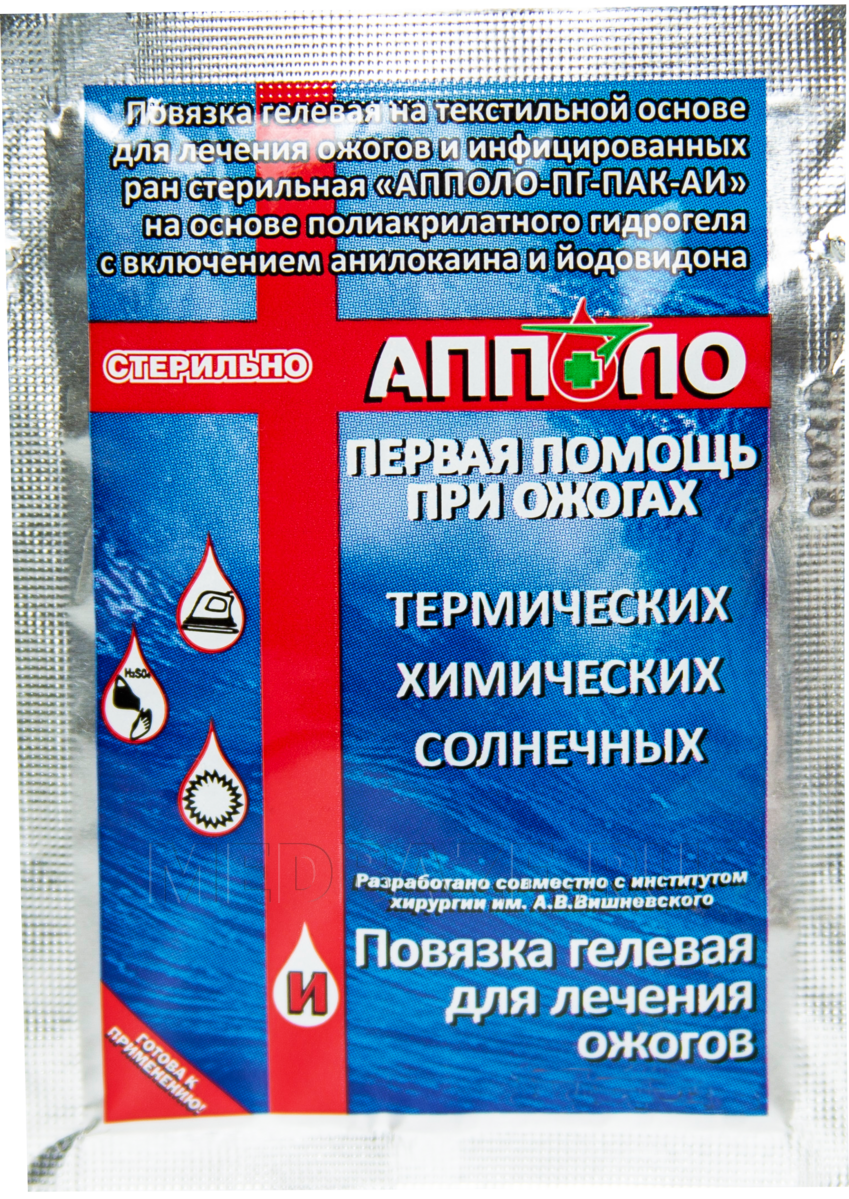 Повязка гелевая на текстильной основе
для лечения ожогов и инфицированных
ран стерильная «АППОЛО-ПГ-ПАК-АИ»
на основе полиакрилатного гидрогеля
с включением анилокаина и йодовидона
СТЕРИЛЬНО
АППОЛО
ПЕРВАЯ ПОМОЩЬ
ПРИ ОЖОГАХ
ТЕРМИЧЕСКИХ
ХИМИЧЕСКИХ
СОЛНЕЧНЫХ
H₂SO₄
Разработано совместно с институтом
хирургии им. А.В.Вишневского
И
Повязка гелевая
для лечения
ожогов
ГОТОВА К
ПРИМЕНЕНИЮ!